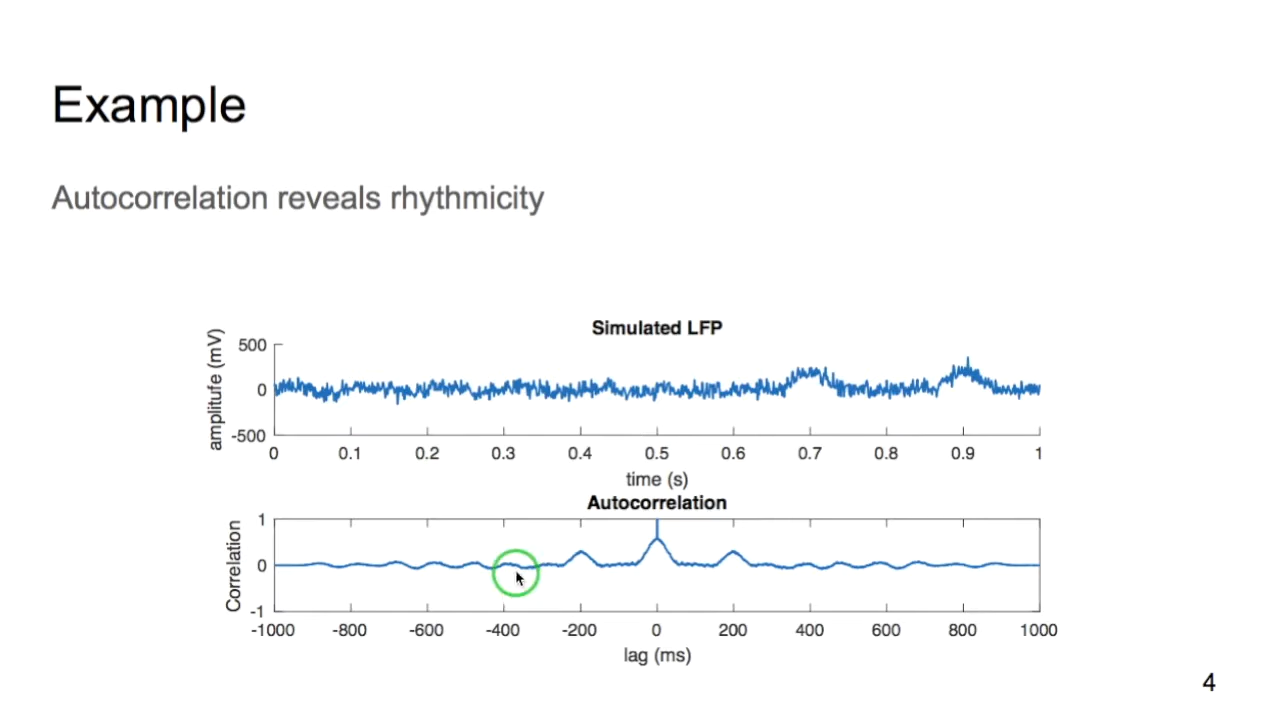 Example
Autocorrelation reveals rhythmicity
Simulated LFP
amplitufe (mV)
500
0
-500
0 0.1 0.2 0.3 0.4 0.5 0.6 0.7 0.8 0.9 1
time (s)
Autocorrelation
Correlation
1
0
-1
-1000 -800 -600 -400 -200 0 200 400 600 800 1000
lag (ms)
4